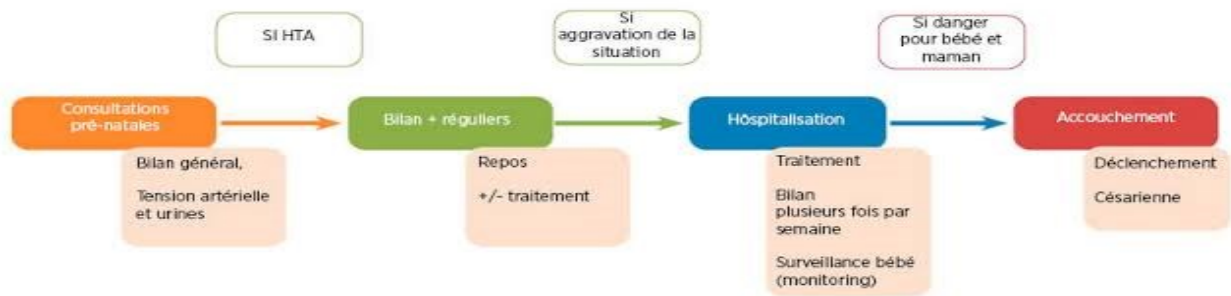 SI HTA
Si
aggravation de la
situation
Si danger
pour bébé et
maman
Consultations
pré-natales
Bilan + réguliers
Hôspitalisation
Accouchement
Bilan général,
Tension artérielle
et urines
Repos
+/- traitement
Traitement
Bilan
plusieurs fois par
semaine
Surveillance bébé
(monitoring)
Déclenchement
Césarienne